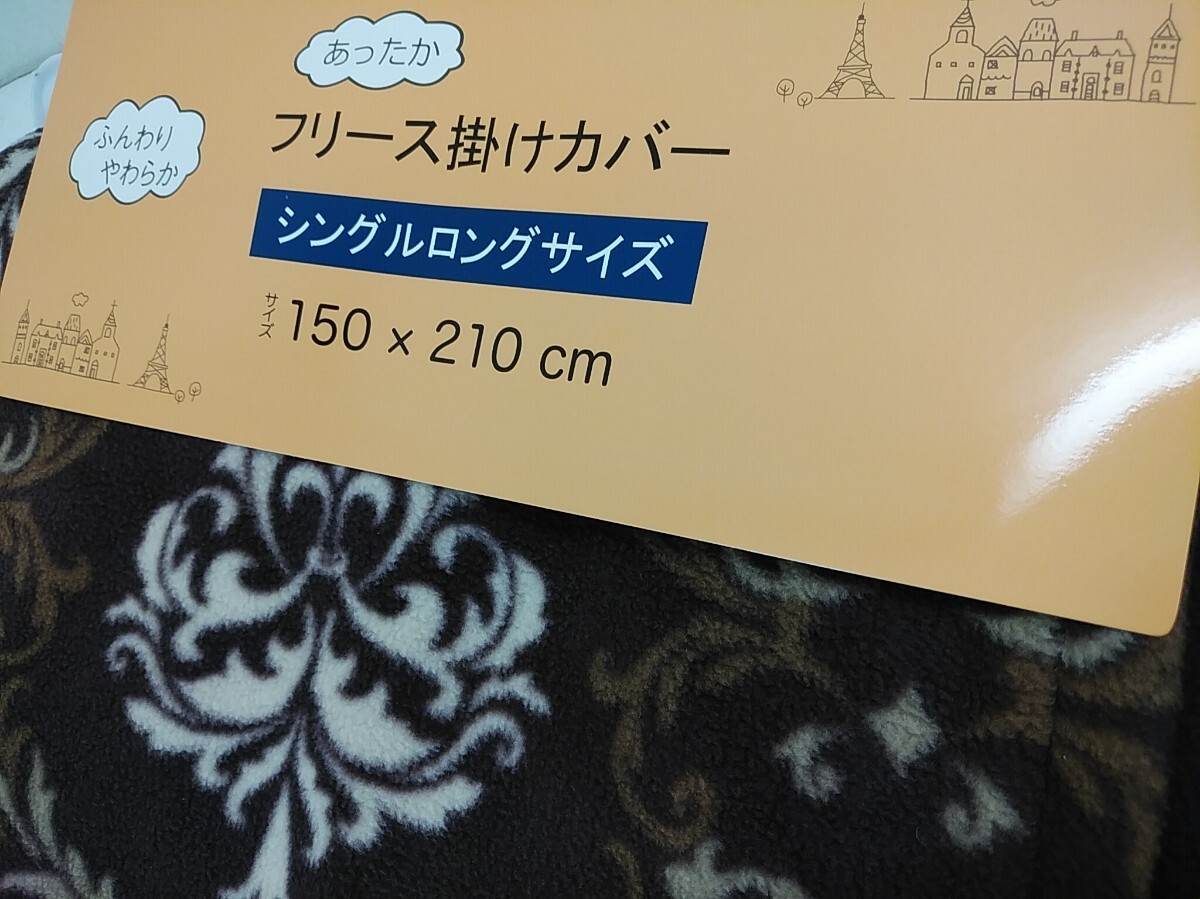 あったか
ふんわり
やわらか
フリース掛けカバー
シングルロングサイズ
サイズ 150 × 210 cm